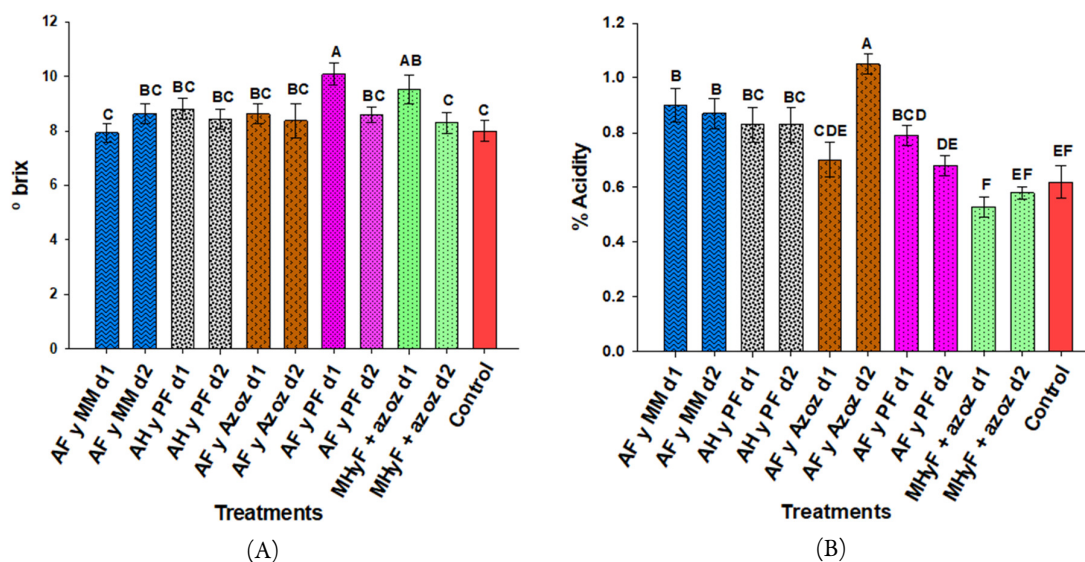 12
10
8
6
4
2
0
º brix
C
BC
BC
BC
BC
BC
A
BC
AB
C
C
AF y MM d1
AF y MM d2
AH y PF d1
AH y PF d2
AF y Azoz d1
AF y Azoz d2
AF y PF d1
AF y PF d2
MHyF + azoz d1
MHyF + azoz d2
Control
Treatments
(A)
1.2
1.0
0.8
0.6
0.4
0.2
0.0
% Acidity
B
B
BC
BC
CDE
A
BCD
DE
F
EF
EF
AF y MM d1
AF y MM d2
AH y PF d1
AH y PF d2
AF y Azoz d1
AF y Azoz d2
AF y PF d1
AF y PF d2
MHyF + azoz d1
MHyF + azoz d2
Control
Treatments
(B)